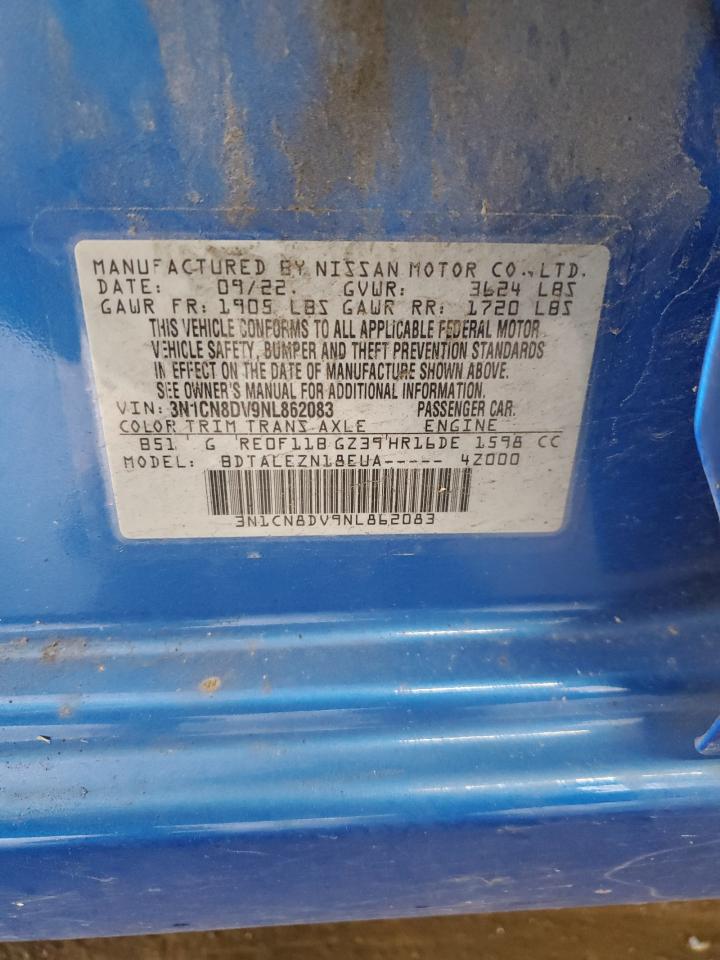 MANUFACTURED BY NISSAN MOTOR CO.,LTD.
DATE: 09/22. GVWR: 3624 LBS
GAWR FR: 1905 LBS GAWR RR: 1720 LBS
THIS VEHICLE CONFORMS TO ALL APPLICABLE FEDERAL MOTOR
VEHICLE SAFETY, BUMPER AND THEFT PREVENTION STANDARDS
IN EFFECT ON THE DATE OF MANUFACTURE SHOWN ABOVE.
SEE OWNER'S MANUAL FOR ADDITIONAL INFORMATION.
VIN: 3N1CN8DV9NL862083 PASSENGER CAR.
COLOR TRIM TRANS AXLE ENGINE
B51 G RE0F11B GZ39 HR16DE 1598 CC
MODEL: BDTALEZN18EUA----- 4Z000
3N1CN8DV9NL862083